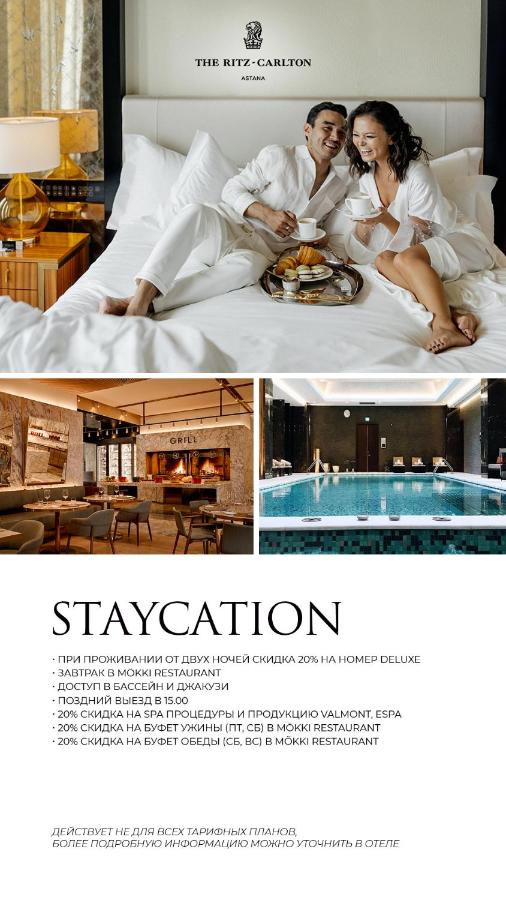 THE RITZ-CARLTON
ASTANA
GRILL
STAYCATION
· ПРИ ПРОЖИВАНИИ ОТ ДВУХ НОЧЕЙ СКИДКА 20% НА НОМЕР DELUXE
· ЗАВТРАК В MÖKKI RESTAURANT
· ДОСТУП В БАССЕЙН И ДЖАКУЗИ
· ПОЗДНИЙ ВЫЕЗД В 15.00
· 20% СКИДКА НА SPA ПРОЦЕДУРЫ И ПРОДУКЦИЮ VALMONT, ESPA
· 20% СКИДКА НА БУФЕТ УЖИНЫ (ПТ, СБ) В MÖKKI RESTAURANT
· 20% СКИДКА НА БУФЕТ ОБЕДЫ (СБ, ВС) В MÖKKI RESTAURANT
ДЕЙСТВУЕТ НЕ ДЛЯ ВСЕХ ТАРИФНЫХ ПЛАНОВ,
БОЛЕЕ ПОДРОБНУЮ ИНФОРМАЦИЮ МОЖНО УТОЧНИТЬ В ОТЕЛЕ